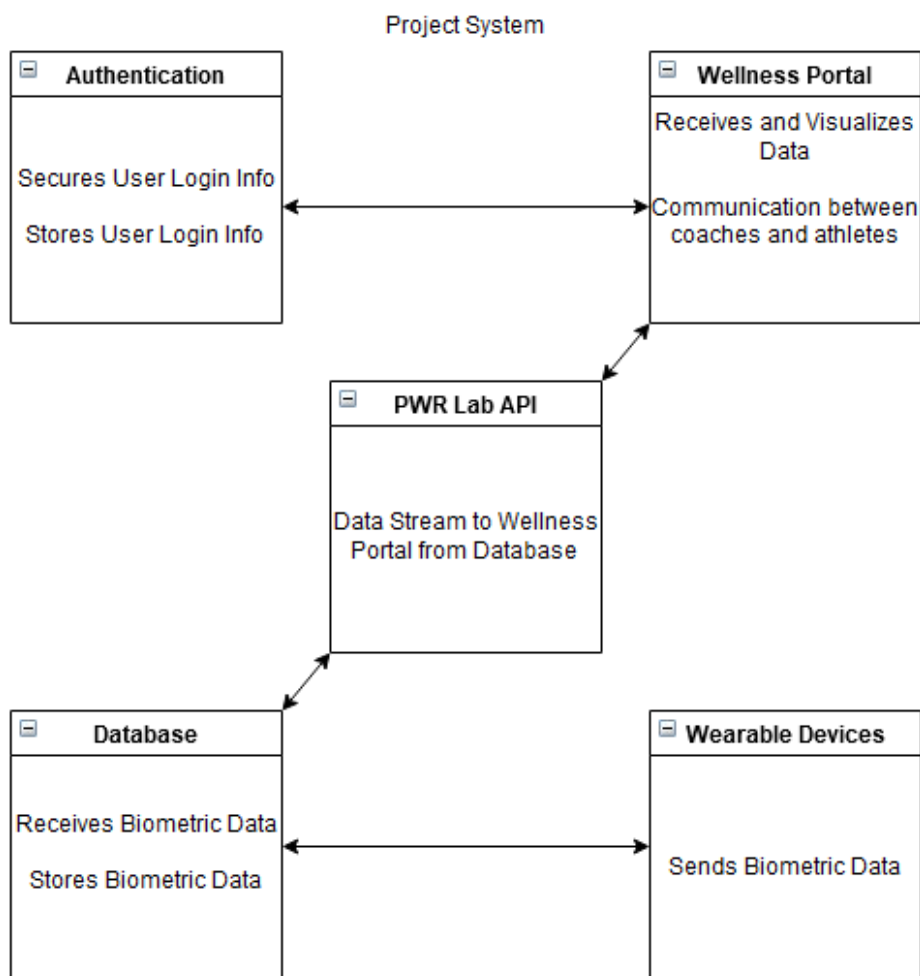 Project System
Authentication
Secures User Login Info
Stores User Login Info
Wellness Portal
Receives and Visualizes
Data
Communication between
coaches and athletes
PWR Lab API
Data Stream to Wellness
Portal from Database
Database
Receives Biometric Data
Stores Biometric Data
Wearable Devices
Sends Biometric Data